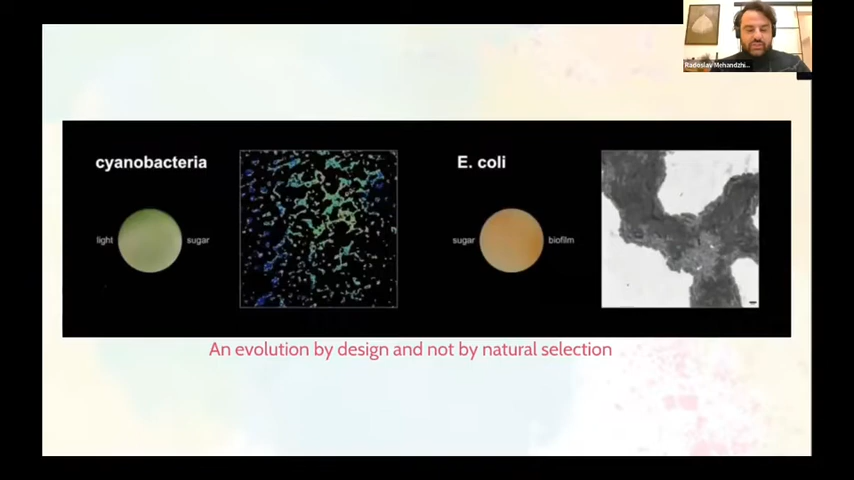 Radoslav Mehandzhi...
cyanobacteria
light
sugar
E. coli
sugar
biofilm
An evolution by design and not by natural selection